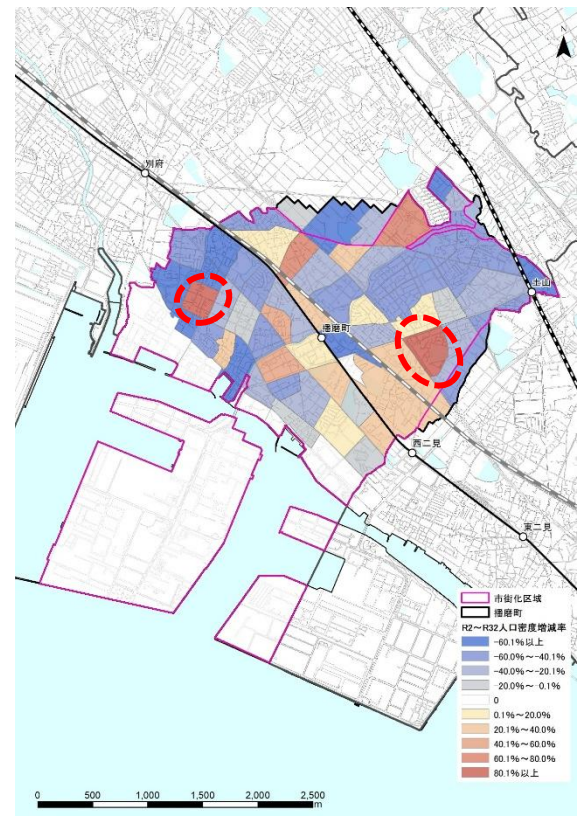 N
別府
土山
播磨町
西二見
東二見
市街化区域
播磨町
R2～R32人口密度増減率
-60.1%以上
-60.0%～-40.1%
-40.0%～-20.1%
-20.0%～-0.1%
0
0.1%～20.0%
20.1%～40.0%
40.1%～60.0%
60.1%～80.0%
80.1%以上
0 500 1,000 1,500 2,000 2,500
m